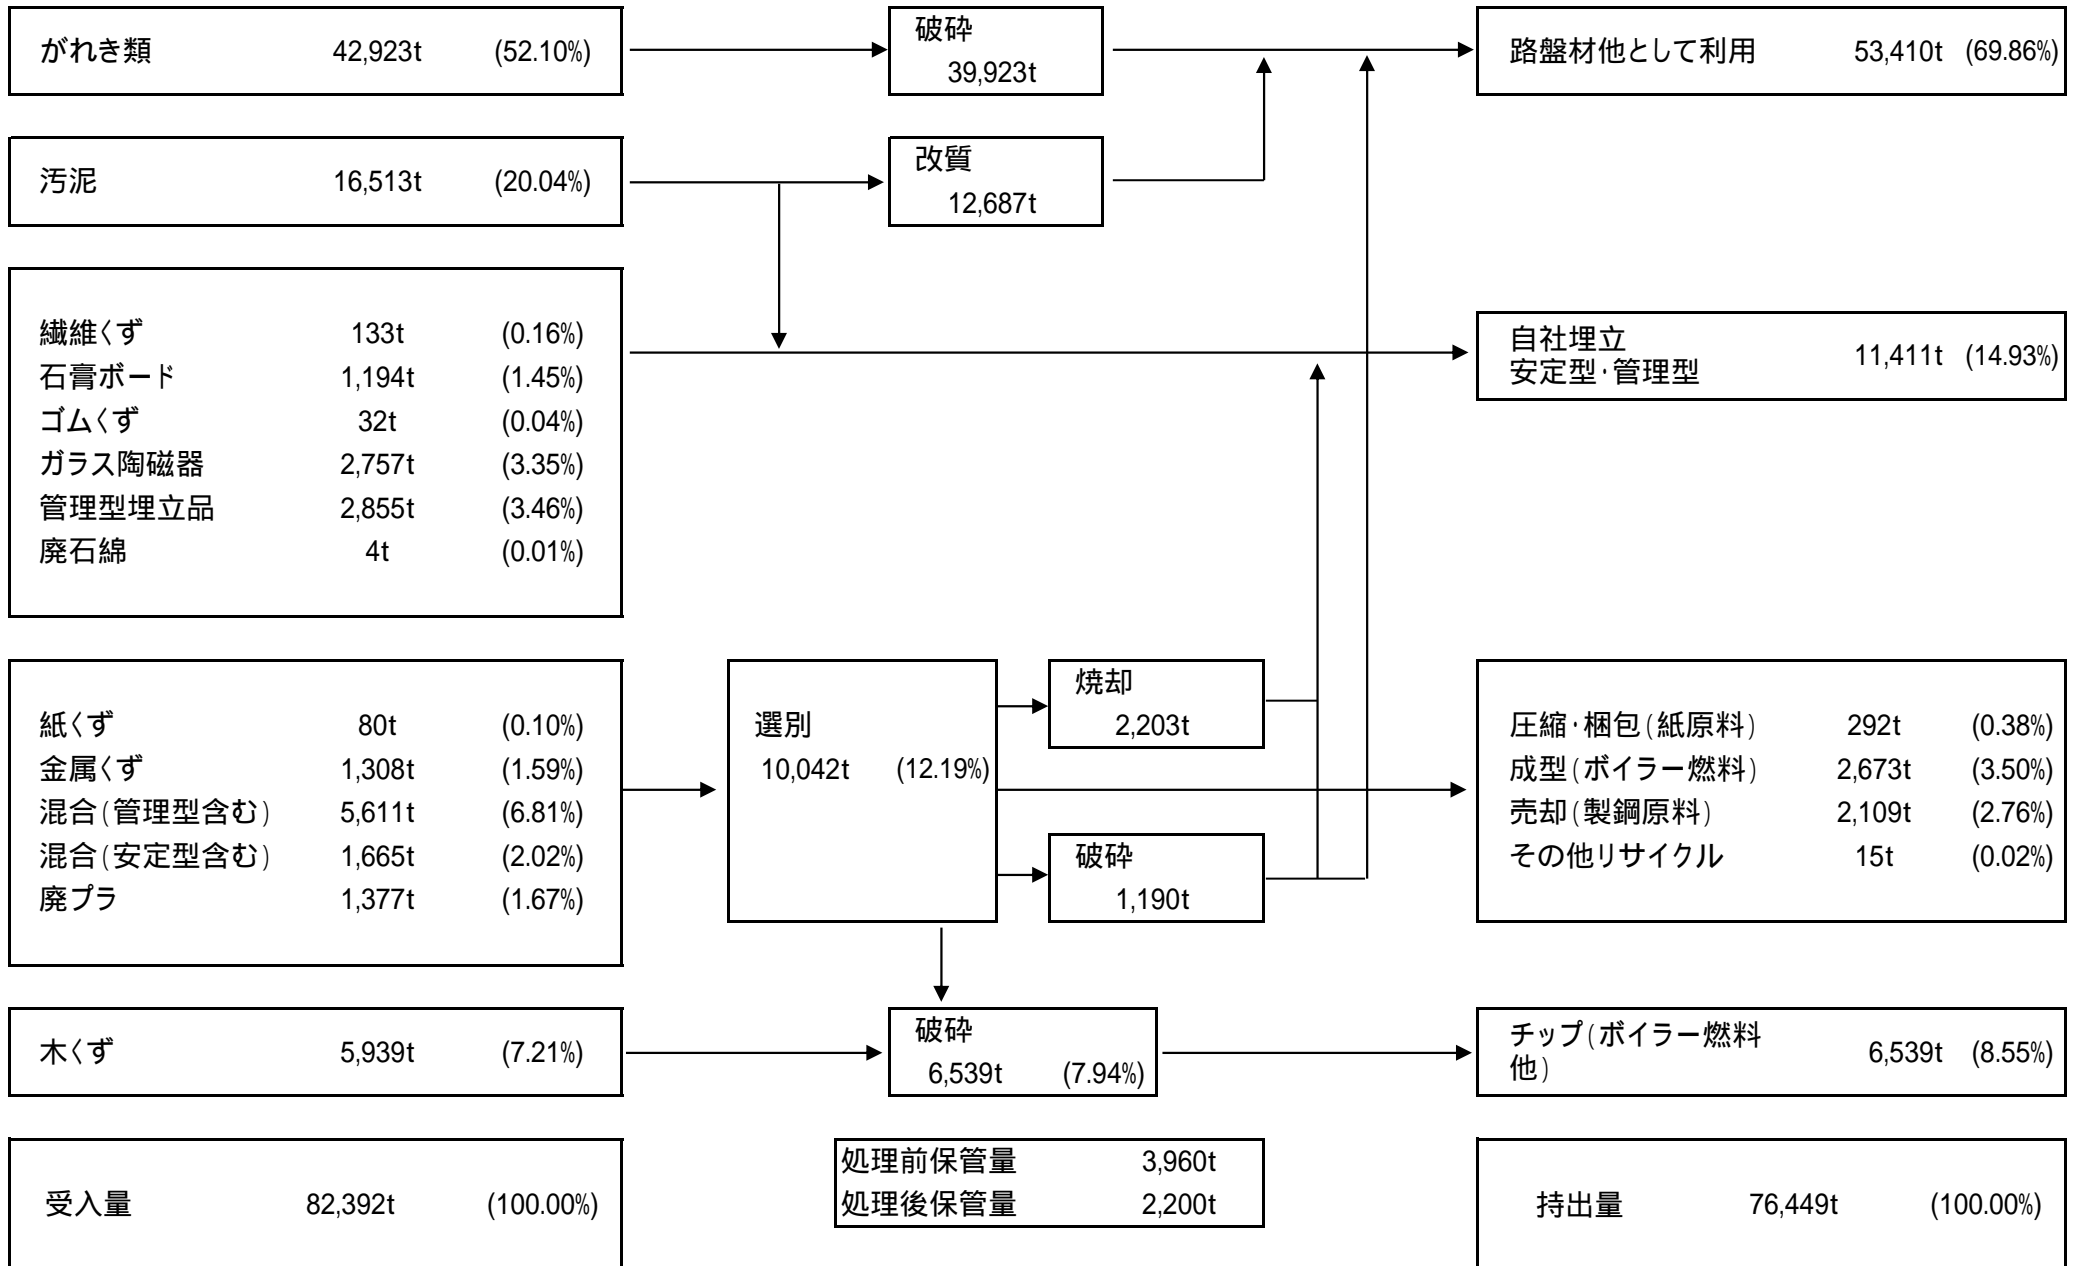 がれき類 42,923t (52.10%)
破砕
39,923t
路盤材他として利用 53,410t (69.86%)
汚泥 16,513t (20.04%)
改質
12,687t
繊維くず 133t (0.16%)
石膏ボード 1,194t (1.45%)
ゴムくず 32t (0.04%)
ガラス陶磁器 2,757t (3.35%)
管理型埋立品 2,855t (3.46%)
廃石綿 4t (0.01%)
自社埋立
安定型・管理型 11,411t (14.93%)
紙くず 80t (0.10%)
金属くず 1,308t (1.59%)
混合(管理型含む) 5,611t (6.81%)
混合(安定型含む) 1,665t (2.02%)
廃プラ 1,377t (1.67%)
選別
10,042t (12.19%)
焼却
2,203t
破砕
1,190t
圧縮・梱包(紙原料) 292t (0.38%)
成型(ボイラー燃料) 2,673t (3.50%)
売却(製鋼原料) 2,109t (2.76%)
その他リサイクル 15t (0.02%)
木くず 5,939t (7.21%)
破砕
6,539t (7.94%)
チップ(ボイラー燃料
他) 6,539t (8.55%)
受入量 82,392t (100.00%)
処理前保管量 3,960t
処理後保管量 2,200t
持出量 76,449t (100.00%)